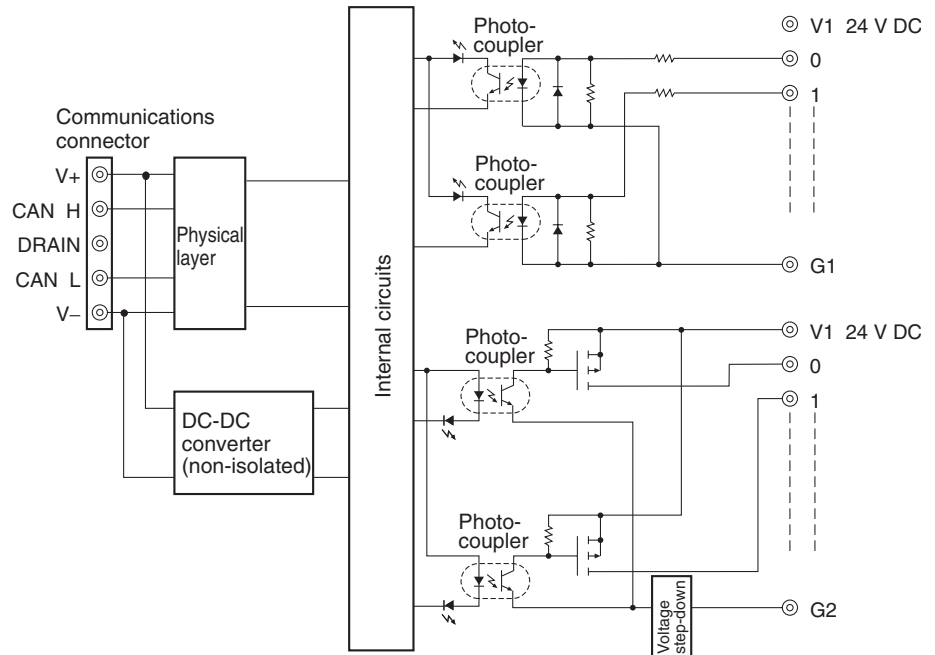 Communications
connector
V+
CAN H
DRAIN
CAN L
V–
Physical
layer
DC-DC
converter
(non-isolated)
Internal circuits
Photo-
coupler
Photo-
coupler
V1 24 V DC
0
1
G1
Photo-
coupler
Photo-
coupler
V1 24 V DC
0
1
Voltage
step-down
G2